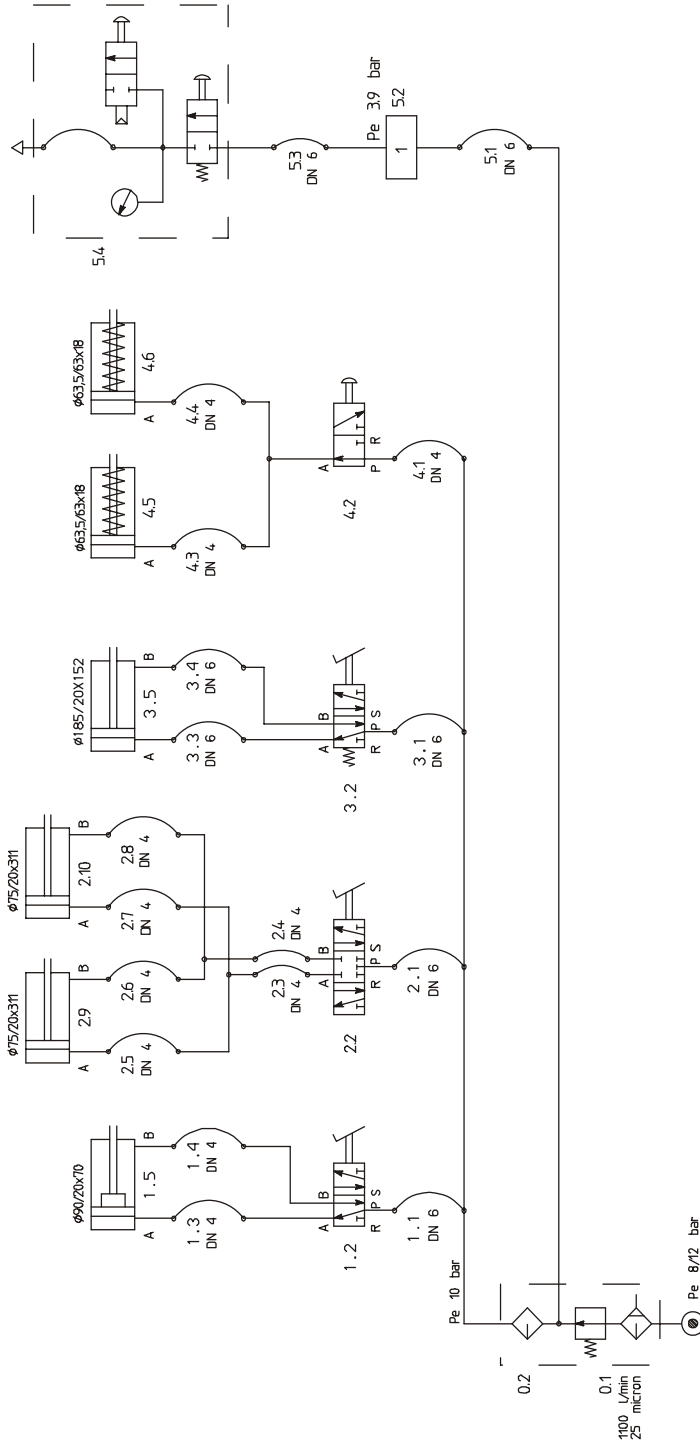 Ø90/20x70
A
1.5
B
1.3
DN 4
1.4
DN 4
1.2
A
B
R
P
S
1.1
DN 6
Ø75/20x311
A
2.9
B
Ø75/20x311
A
2.10
B
2.5
DN 4
2.6
DN 4
2.7
DN 4
2.8
DN 4
2.3
DN 4
2.4
DN 4
2.2
A
B
R
P
S
2.1
DN 6
Ø185/20X152
A
3.5
B
3.3
DN 6
3.4
DN 6
3.2
A
B
R
P
S
3.1
DN 6
Ø63,5/63x18
A
4.5
Ø63,5/63x18
A
4.6
4.3
DN 4
4.4
DN 4
4.2
A
P
R
4.1
DN 4
5.4
5.3
DN 6
Pe 3.9 bar
5.2
1
5.1
DN 6
Pe 10 bar
0.2
0.1
1100 l/min
25 micron
Pe 8/12 bar